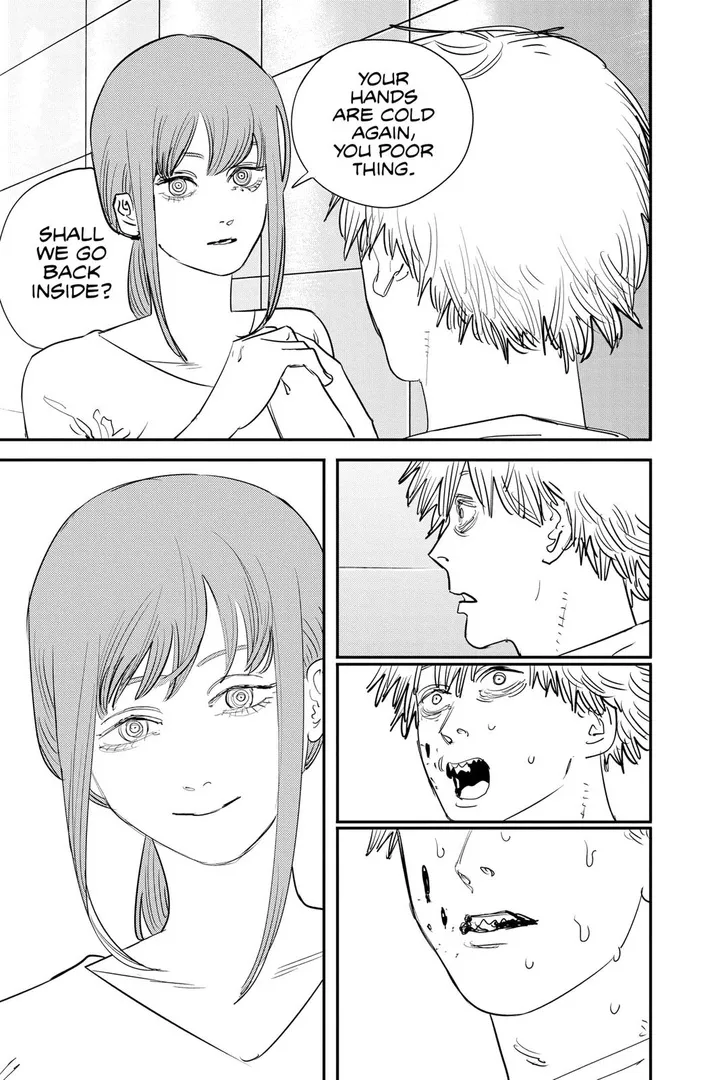 YOUR
HANDS
ARE COLD
AGAIN,
YOU POOR
THING.
SHALL
WE GO
BACK
INSIDE?